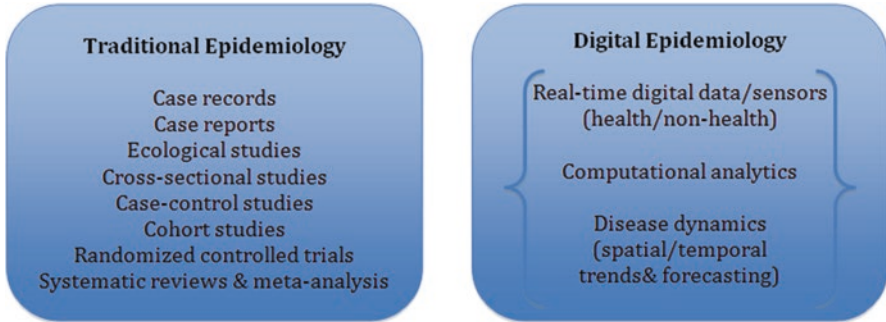 Traditional Epidemiology
Case records
Case reports
Ecological studies
Cross-sectional studies
Case-control studies
Cohort studies
Randomized controlled trials
Systematic reviews & meta-analysis
Digital Epidemiology
Real-time digital data/sensors
(health/non-health)
Computational analytics
Disease dynamics
(spatial/temporal
trends& forecasting)